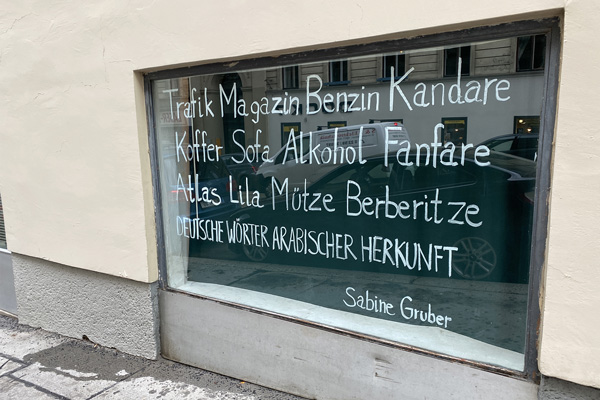 Trafik Magazin Benzin Kandare
Koffer Sofa Alkohol Fanfare
Atlas Lila Mütze Berberitze
DEUTSCHE WÖRTER ARABISCHER HERKUNFT
Sabine Gruber